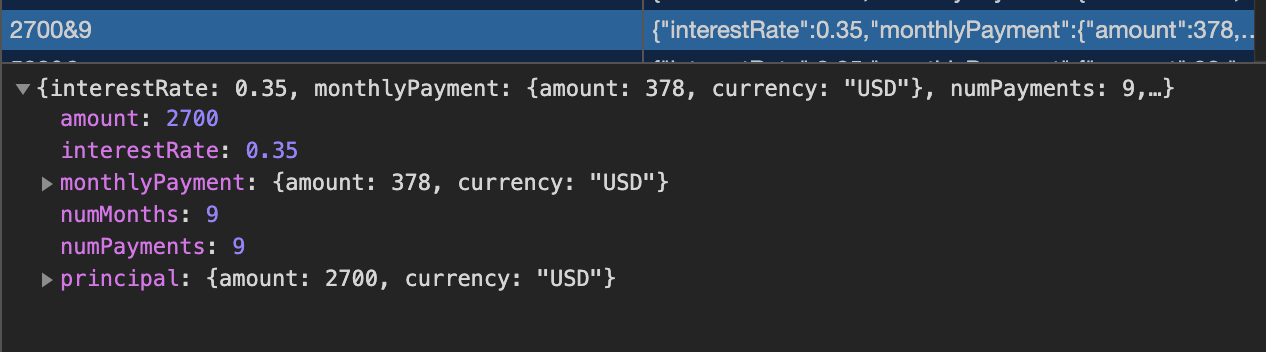 2700&9 {"interestRate":0.35,"monthlyPayment":{"amount":378,…
{interestRate: 0.35, monthlyPayment: {amount: 378, currency: "USD"}, numPayments: 9,…}
amount: 2700
interestRate: 0.35
monthlyPayment: {amount: 378, currency: "USD"}
numMonths: 9
numPayments: 9
principal: {amount: 2700, currency: "USD"}